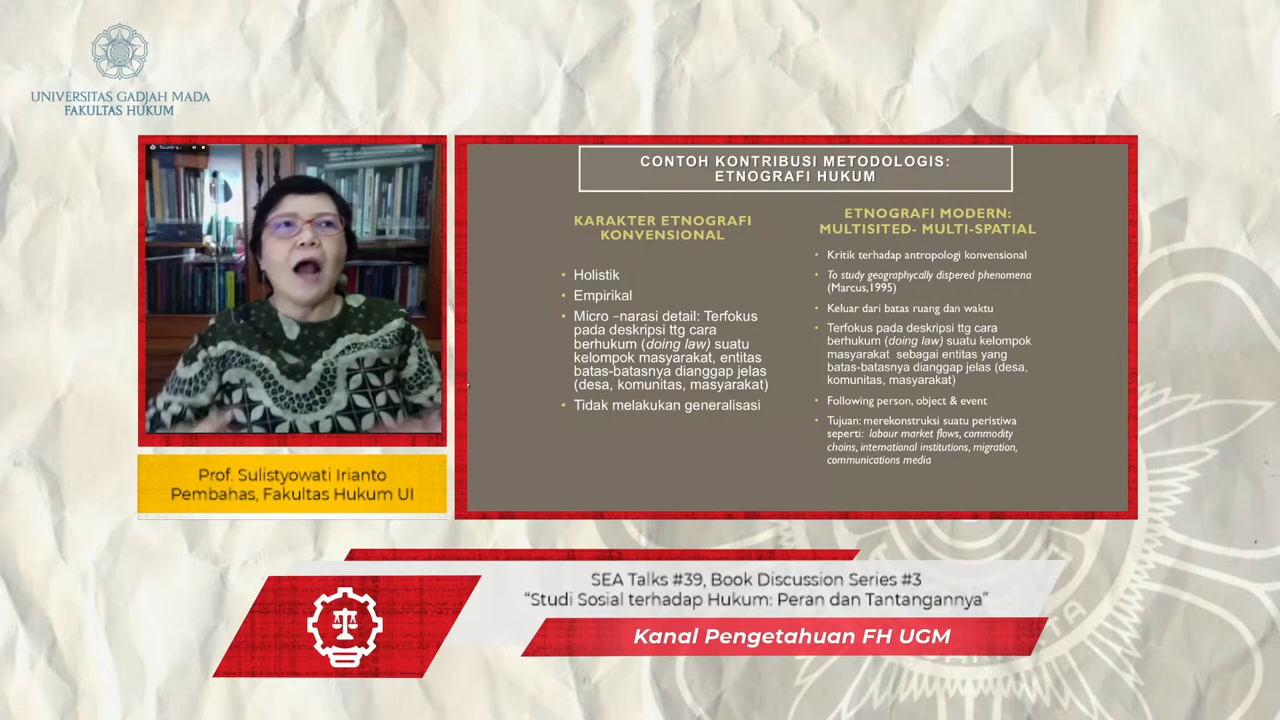 UNIVERSITAS GADJAH MADA
FAKULTAS HUKUM
CONTOH KONTRIBUSI METODOLOGIS:
ETNOGRAFI HUKUM
KARAKTER ETNOGRAFI
KONVENSIONAL
• Holistik
• Empirikal
• Micro –narasi detail: Terfokus
pada deskripsi ttg cara
berhukum (doing law) suatu
kelompok masyarakat, entitas
batas-batasnya dianggap jelas
(desa, komunitas, masyarakat)
• Tidak melakukan generalisasi
ETNOGRAFI MODERN:
MULTISITED- MULTI-SPATIAL
• Kritik terhadap antropologi konvensional
• To study geographycally dispered phenomena
(Marcus,1995)
• Keluar dari batas ruang dan waktu
• Terfokus pada deskripsi ttg cara
berhukum (doing law) suatu kelompok
masyarakat sebagai entitas yang
batas-batasnya dianggap jelas (desa,
komunitas, masyarakat)
• Following person, object & event
• Tujuan: merekonstruksi suatu peristiwa
seperti: labour market flows, commodity
chains, international institutions, migration,
communications media
Prof. Sulistyowati Irianto
Pembahas, Fakultas Hukum UI
SEA Talks #39, Book Discussion Series #3
“Studi Sosial terhadap Hukum: Peran dan Tantangannya”
Kanal Pengetahuan FH UGM